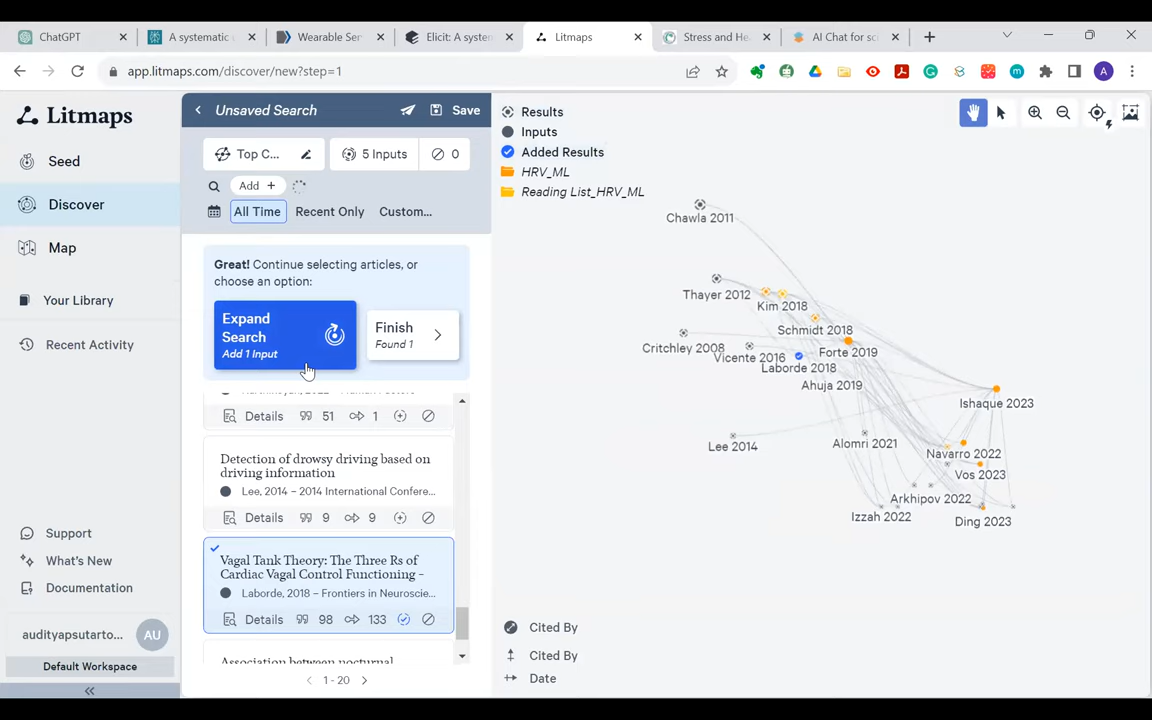 ChatGPT
A systematic
Wearable Ser
Elicit: A system
Litmaps
Stress and He
AI Chat for sc
app.litmaps.com/discover/new?step=1
A
Litmaps
Seed
Discover
Map
Your Library
Recent Activity
Support
What's New
Documentation
audityapsutarto...
AU
Default Workspace
Unsaved Search
Save
Top C...
5 Inputs
0
Add +
All Time
Recent Only
Custom...
Great! Continue selecting articles, or
choose an option:
Expand
Search
Add 1 Input
Finish
Found 1
Details
51
1
Detection of drowsy driving based on
driving information
Lee, 2014 – 2014 International Confere...
Details
9
9
Vagal Tank Theory: The Three Rs of
Cardiac Vagal Control Functioning –
Laborde, 2018 – Frontiers in Neuroscie...
Details
98
133
Association between nocturnal
1 - 20
Results
Inputs
Added Results
HRV_ML
Reading List_HRV_ML
Chawla 2011
Thayer 2012
Kim 2018
Schmidt 2018
Critchley 2008
Vicente 2016
Forte 2019
Laborde 2018
Ahuja 2019
Ishaque 2023
Lee 2014
Alomri 2021
Navarro 2022
Vos 2023
Arkhipov 2022
Izzah 2022
Ding 2023
Cited By
Cited By
Date